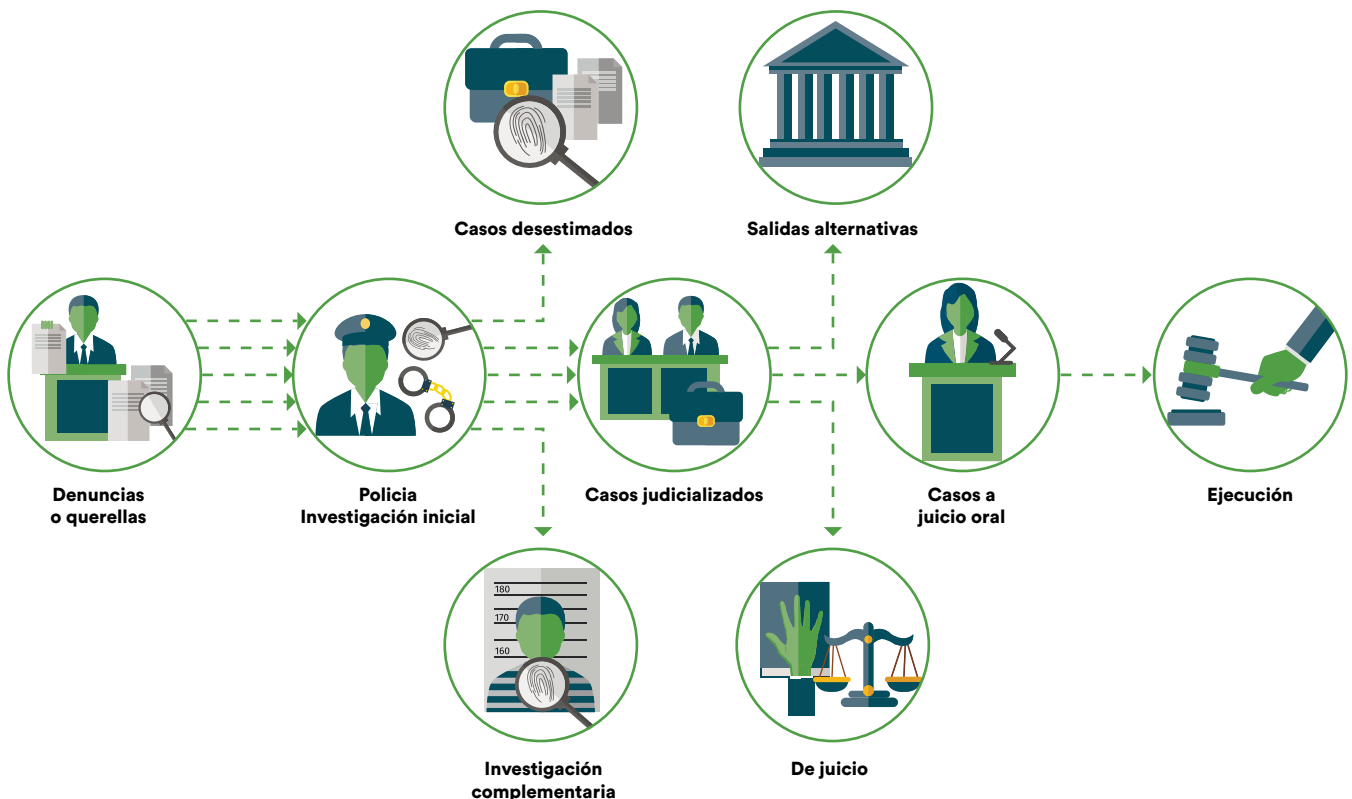 Casos desestimados
Salidas alternativas
Denuncias
o querellas
Policia
Investigación inicial
Casos judicializados
Casos a
juicio oral
Ejecución
180
170
160
Investigación
complementaria
De juicio